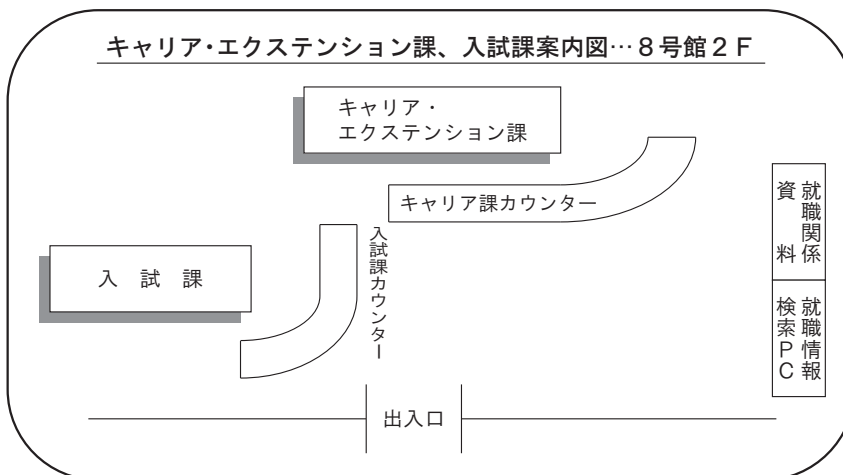 キャリア・エクステンション課、入試課案内図…８号館２Ｆ
キャリア・
エクステンション課
キャリア課カウンター
入試課カウンター
入　試　課
就職関係
資　料
就職情報
検索ＰＣ
出入口